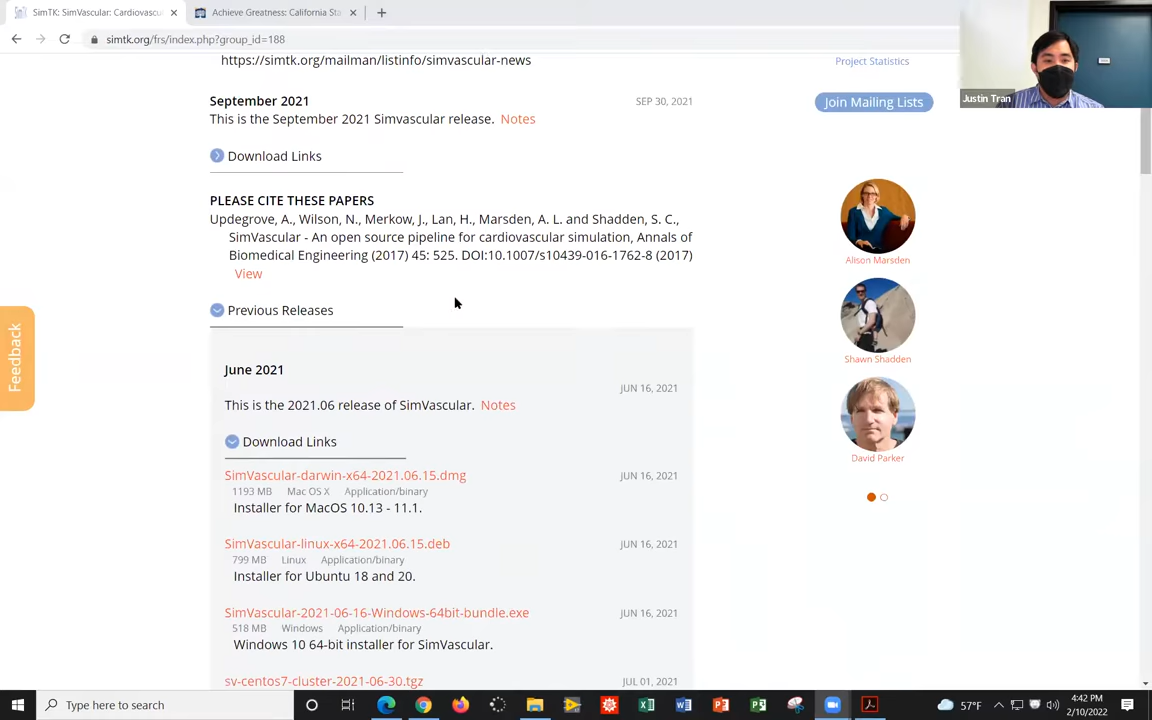 SimTK: SimVascular: Cardiovascu
Achieve Greatness: California Sta
simtk.org/frs/index.php?group_id=188
https://simtk.org/mailman/listinfo/simvascular-news
Project Statistics
September 2021
SEP 30, 2021
Join Mailing Lists
Justin Tran
This is the September 2021 Simvascular release. Notes
Download Links
PLEASE CITE THESE PAPERS
Updegrove, A., Wilson, N., Merkow, J., Lan, H., Marsden, A. L. and Shadden, S. C.,
SimVascular - An open source pipeline for cardiovascular simulation, Annals of
Biomedical Engineering (2017) 45: 525. DOI:10.1007/s10439-016-1762-8 (2017)
View
Alison Marsden
Previous Releases
Shawn Shadden
Feedback
June 2021
JUN 16, 2021
This is the 2021.06 release of SimVascular. Notes
Download Links
David Parker
SimVascular-darwin-x64-2021.06.15.dmg
JUN 16, 2021
1193 MB Mac OS X Application/binary
Installer for MacOS 10.13 - 11.1.
SimVascular-linux-x64-2021.06.15.deb
JUN 16, 2021
799 MB Linux Application/binary
Installer for Ubuntu 18 and 20.
SimVascular-2021-06-16-Windows-64bit-bundle.exe
JUN 16, 2021
518 MB Windows Application/binary
Windows 10 64-bit installer for SimVascular.
sv-centos7-cluster-2021-06-30.tgz
JUL 01, 2021
Type here to search
57°F
4:42 PM
2/10/2022